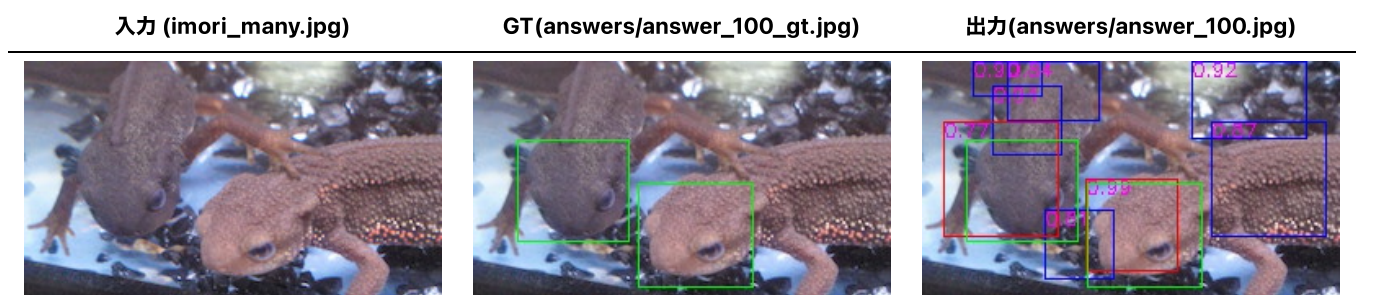 入力 (imori_many.jpg)
GT(answers/answer_100_gt.jpg)
出力(answers/answer_100.jpg)
0.92
0.87
0.77
0.99